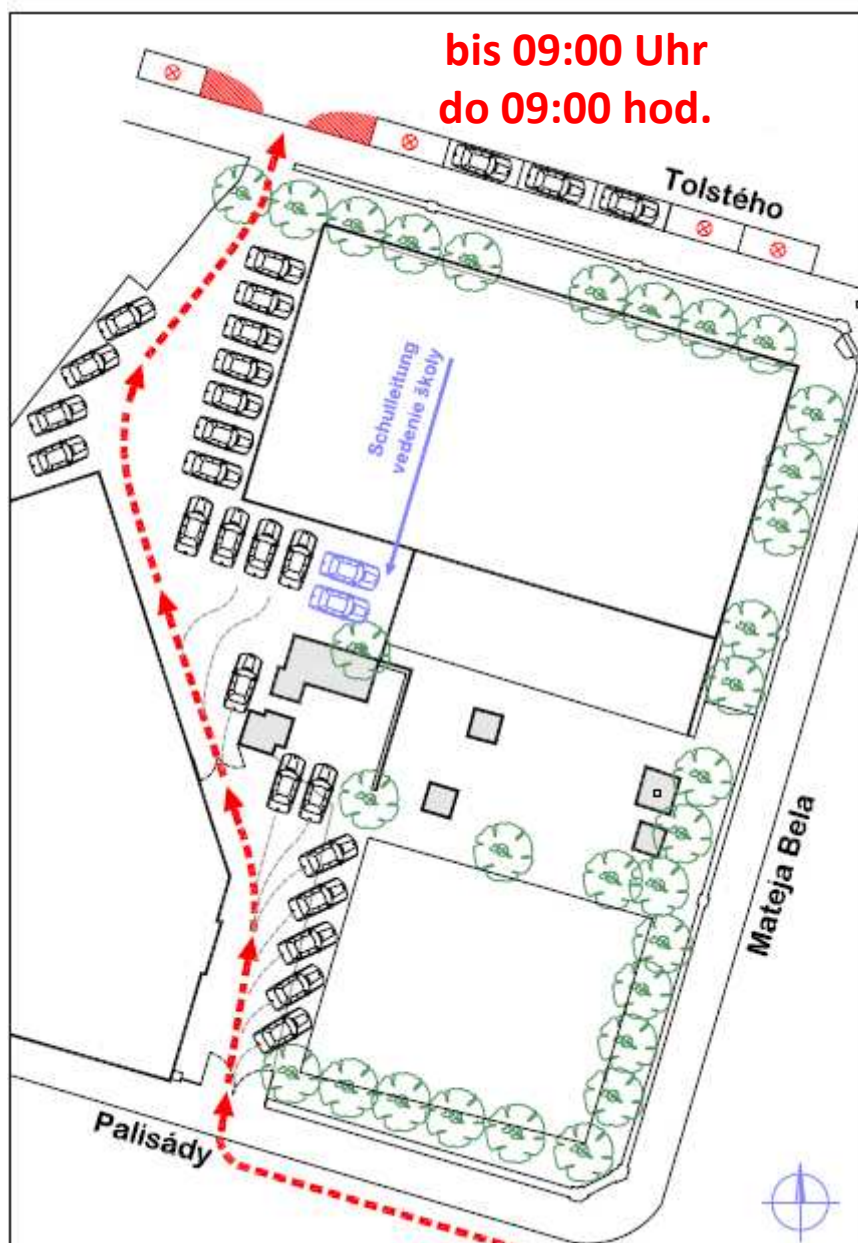 bis 09:00 Uhr
do 09:00 hod.
Tolstého
Schulleitung
vedenie školy
Mateja Bela
Palisády